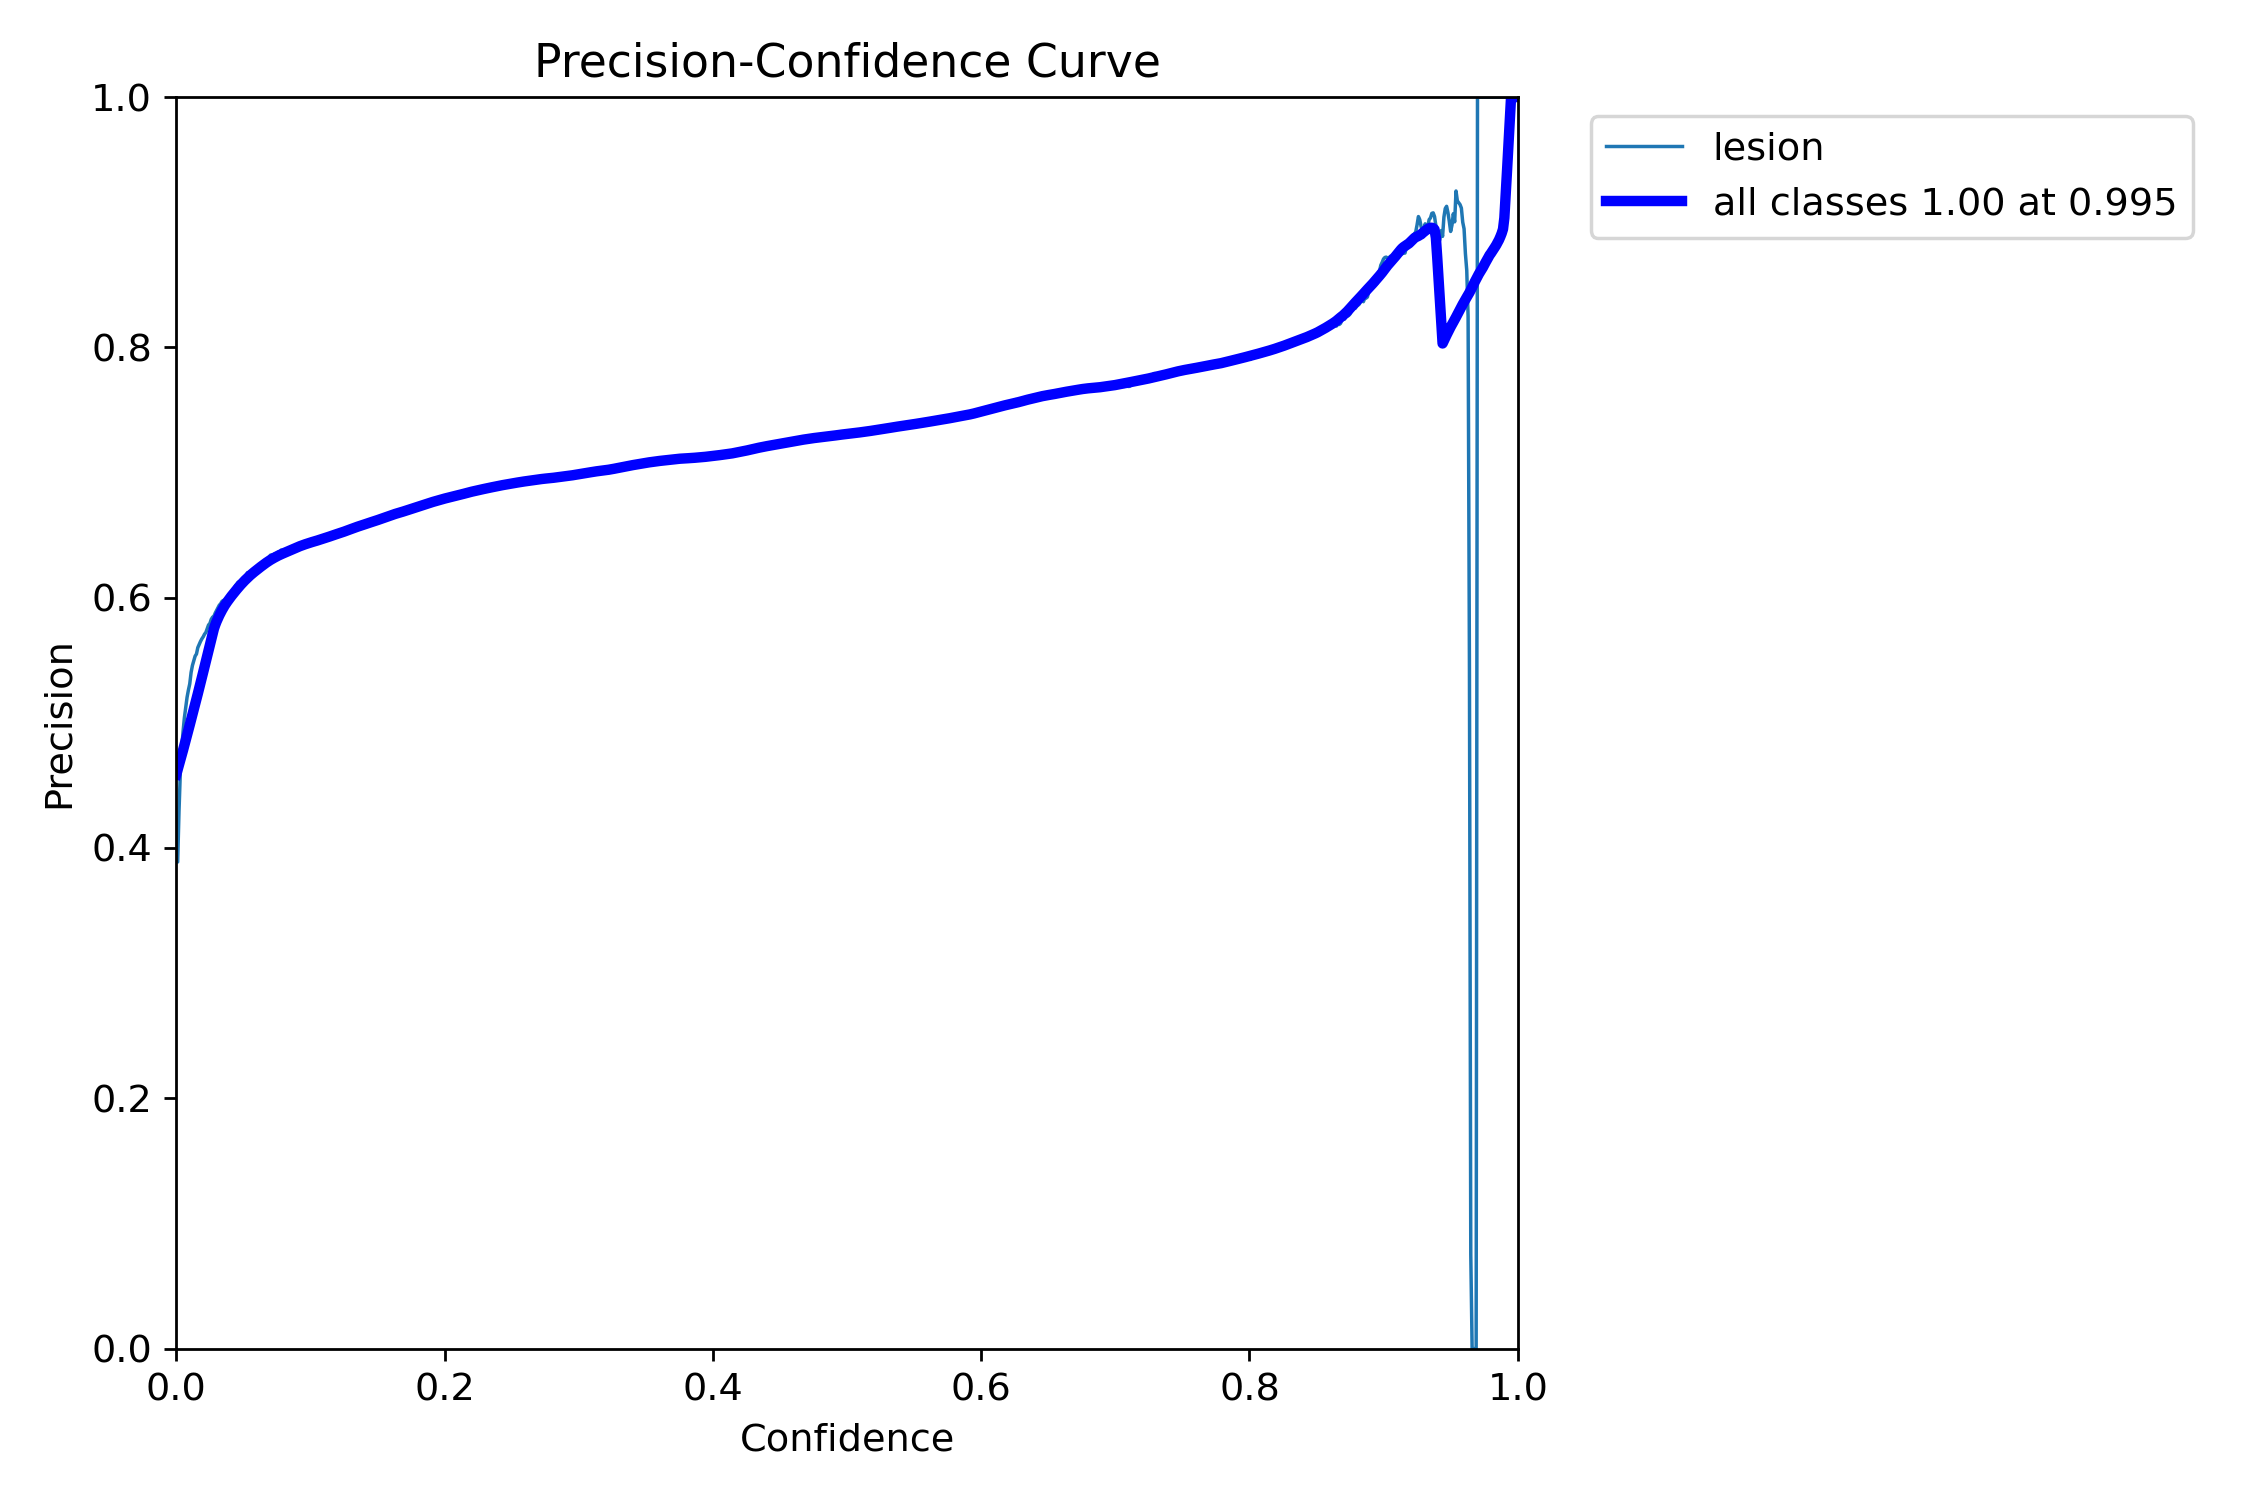 Precision-Confidence Curve
1.0
0.8
0.6
0.4
0.2
0.0
Precision
0.0 0.2 0.4 0.6 0.8 1.0
Confidence
lesion
all classes 1.00 at 0.995